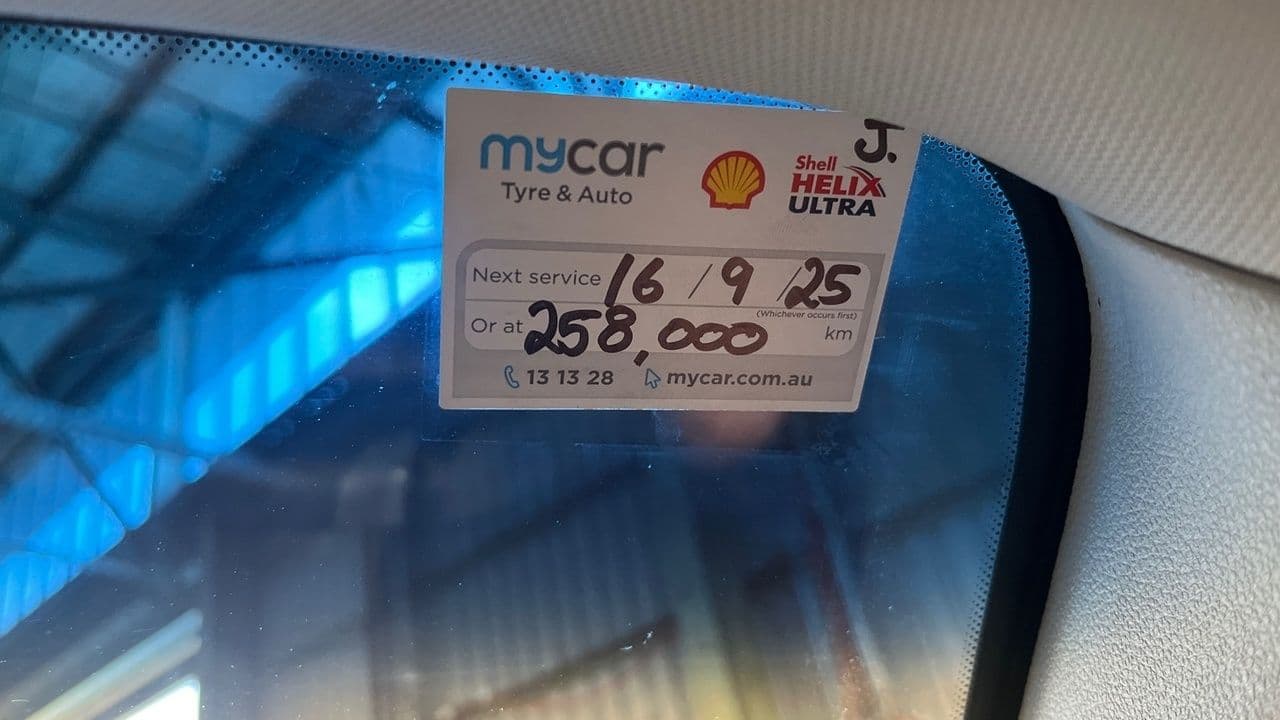 J.
mycar
Tyre & Auto
Shell
HELIX
ULTRA
Next service 16/9/25
(Whichever occurs first)
Or at 258,000 km
13 13 28 mycar.com.au